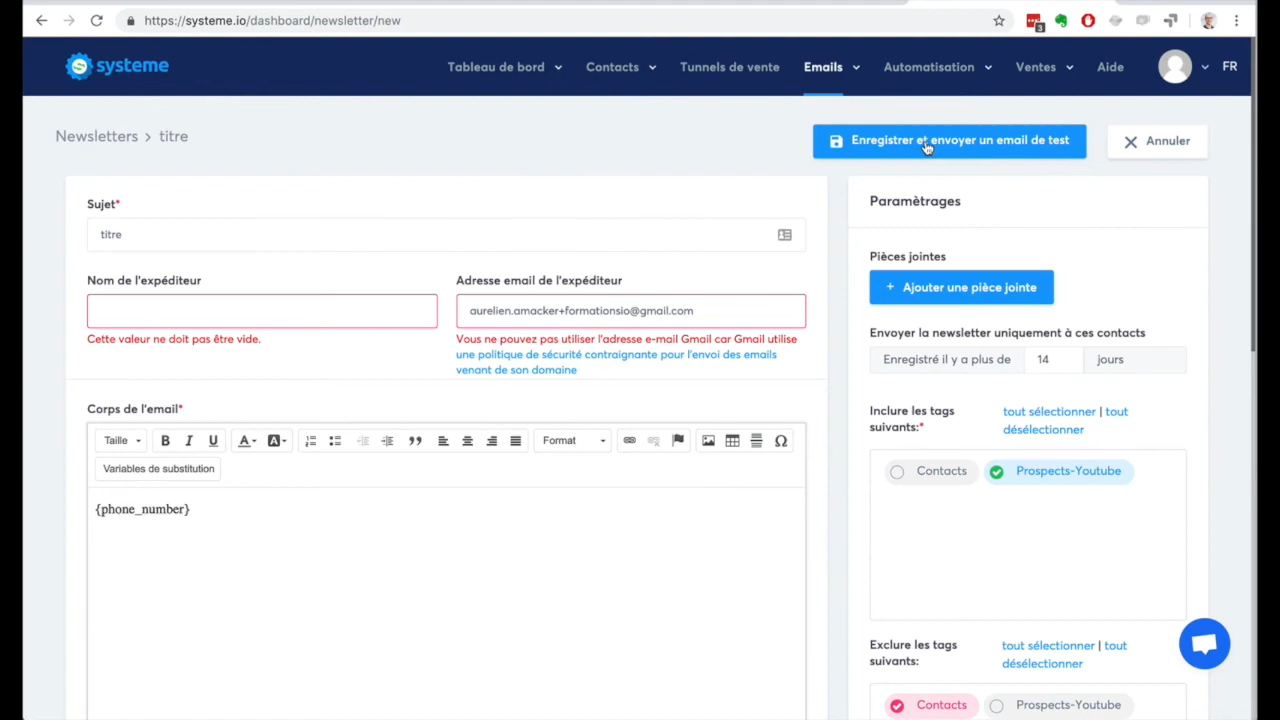 https://systeme.io/dashboard/newsletter/new
3
systeme
Tableau de bord
Contacts
Tunnels de vente
Emails
Automatisation
Ventes
Aide
FR
Newsletters > titre
Enregistrer et envoyer un email de test
Annuler
Sujet*
titre
Nom de l'expéditeur
Cette valeur ne doit pas être vide.
Adresse email de l'expéditeur
aurelien.amacker+formationsio@gmail.com
Vous ne pouvez pas utiliser l'adresse e-mail Gmail car Gmail utilise
une politique de sécurité contraignante pour l'envoi des emails
venant de son domaine
Corps de l'email*
Taille
B I U A A Format Ω
Variables de substitution
{phone_number}
Paramètrages
Pièces jointes
+ Ajouter une pièce jointe
Envoyer la newsletter uniquement à ces contacts
Enregistré il y a plus de 14 jours
Inclure les tags
suivants:*
tout sélectionner | tout
désélectionner
Contacts
Prospects-Youtube
Exclure les tags
suivants:
tout sélectionner | tout
désélectionner
Contacts
Prospects-Youtube